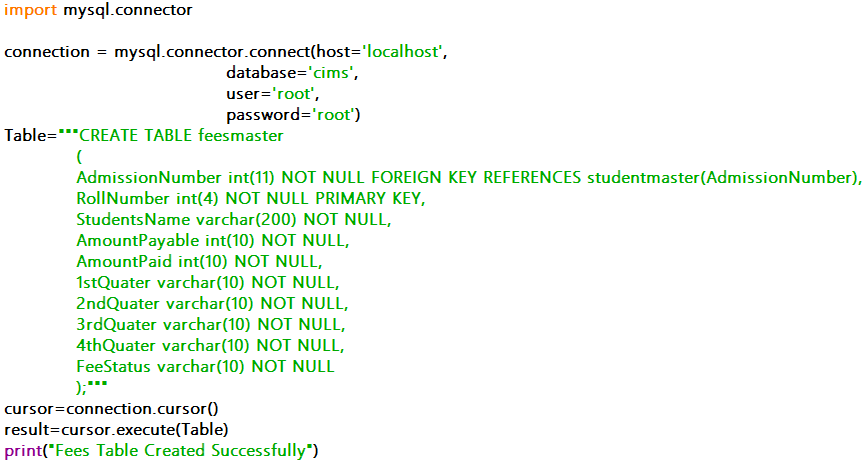 import mysql.connector
connection = mysql.connector.connect(host='localhost',
database='cims',
user='root',
password='root')
Table="""CREATE TABLE feesmaster
(
AdmissionNumber int(11) NOT NULL FOREIGN KEY REFERENCES studentmaster(AdmissionNumber),
RollNumber int(4) NOT NULL PRIMARY KEY,
StudentsName varchar(200) NOT NULL,
AmountPayable int(10) NOT NULL,
AmountPaid int(10) NOT NULL,
1stQuater varchar(10) NOT NULL,
2ndQuater varchar(10) NOT NULL,
3rdQuater varchar(10) NOT NULL,
4thQuater varchar(10) NOT NULL,
FeeStatus varchar(10) NOT NULL
);"""
cursor=connection.cursor()
result=cursor.execute(Table)
print("Fees Table Created Successfully")